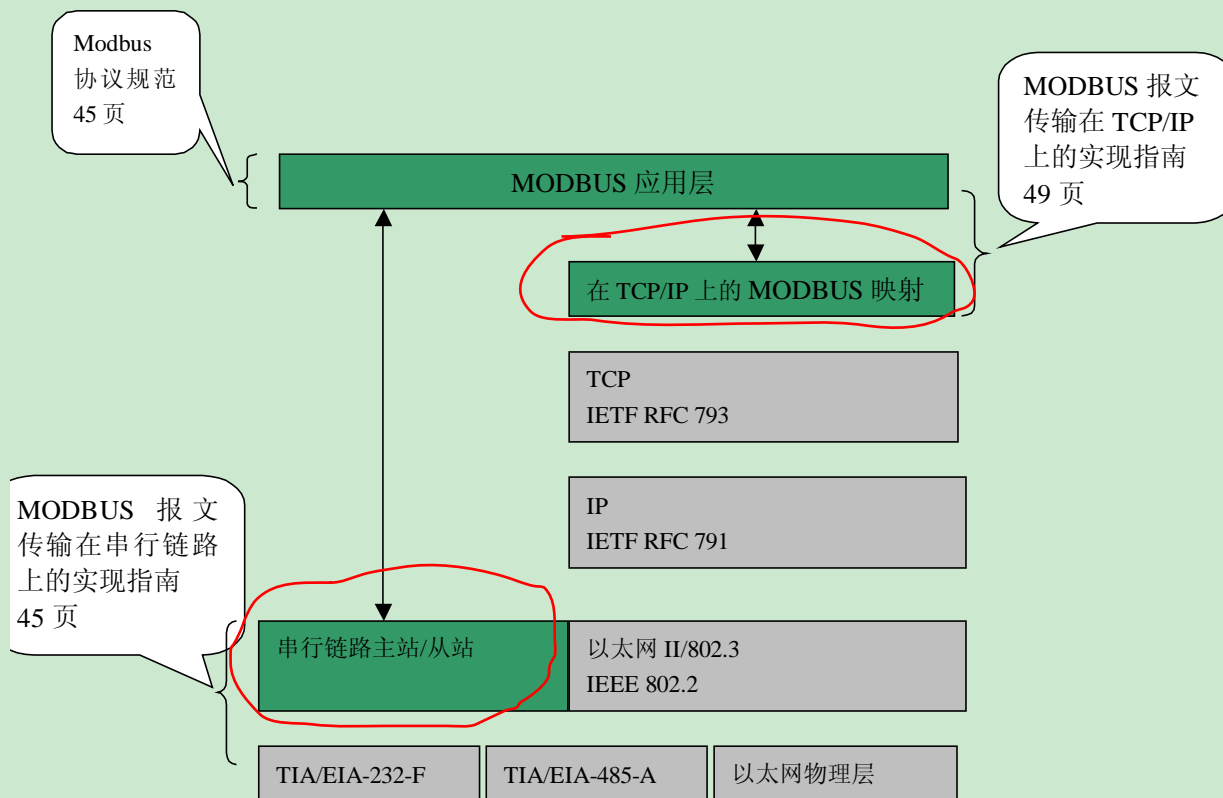 Modbus
协议规范
45 页
MODBUS 报文
传输在 TCP/IP
上的实现指南
49 页
MODBUS 应用层
在 TCP/IP 上的 MODBUS 映射
TCP
IETF RFC 793
IP
IETF RFC 791
MODBUS 报文
传输在串行链路
上的实现指南
45 页
串行链路主站/从站
以太网 II/802.3
IEEE 802.2
TIA/EIA-232-F
TIA/EIA-485-A
以太网物理层